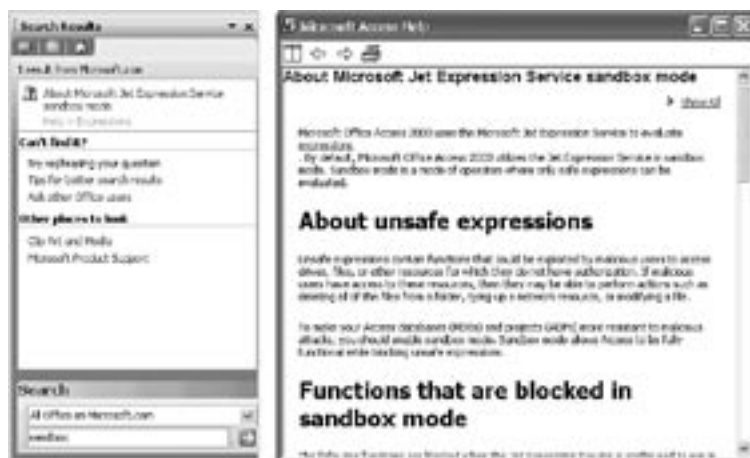 Search Results
1 result from Microsoft.com
About Microsoft Jet Expression Service
sandbox mode
Help > Expressions
Can't find it?
Try rephrasing your question
Tips for better search results
Ask other Office users
Other places to look
Clip Art and Media
Microsoft Product Support
Search
All Office on Microsoft.com
sandbox
Microsoft Access Help
About Microsoft Jet Expression Service sandbox mode
Show All
Microsoft Office Access 2003 uses the Microsoft Jet Expression Service to evaluate
expressions
. By default, Microsoft Office Access 2003 utilizes the Jet Expression Service in sandbox
mode. Sandbox mode is a mode of operation where only safe expressions can be
evaluated.
About unsafe expressions
Unsafe expressions contain functions that could be exploited by malicious users to access
drives, files, or other resources for which they do not have authorization. If malicious
users have access to these resources, then they may be able to perform actions such as
deleting all of the files from a folder, tying up a network resource, or modifying a file.
To make your Access databases (MDBs) and projects (ADPs) more resistant to malicious
attacks, you should enable sandbox mode. Sandbox mode allows Access to be fully
functional while blocking unsafe expressions.
Functions that are blocked in
sandbox mode